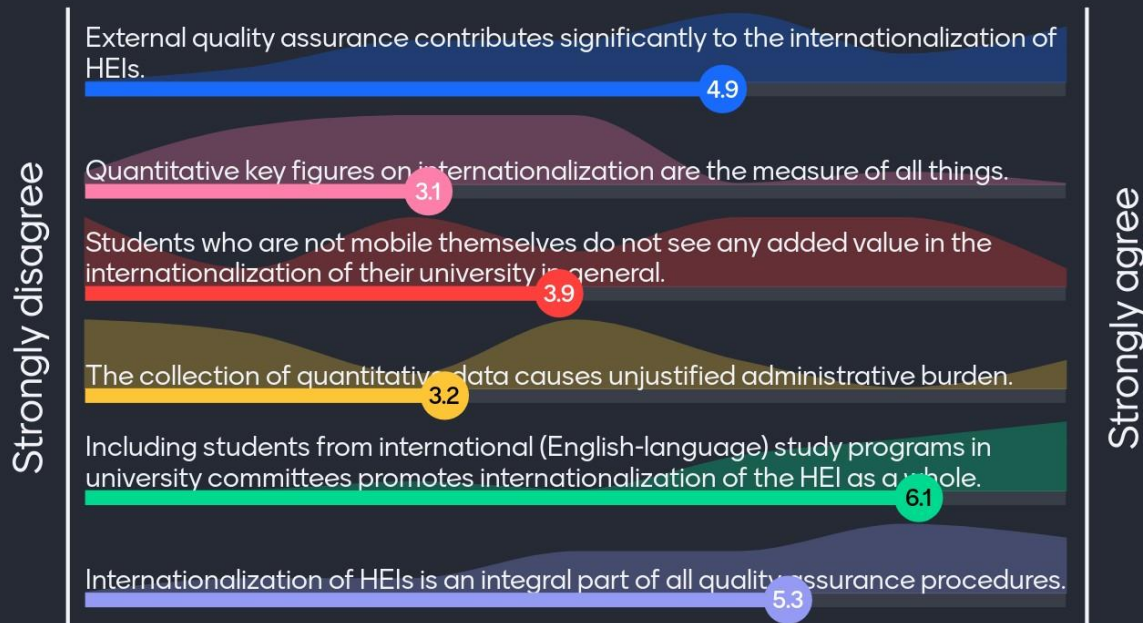 Strongly disagree
External quality assurance contributes significantly to the internationalization of
HEIs.
4.9
Quantitative key figures on internationalization are the measure of all things.
3.1
Students who are not mobile themselves do not see any added value in the
internationalization of their university in general.
3.9
The collection of quantitative data causes unjustified administrative burden.
3.2
Including students from international (English-language) study programs in
university committees promotes internationalization of the HEI as a whole.
6.1
Internationalization of HEIs is an integral part of all quality assurance procedures.
5.3
Strongly agree